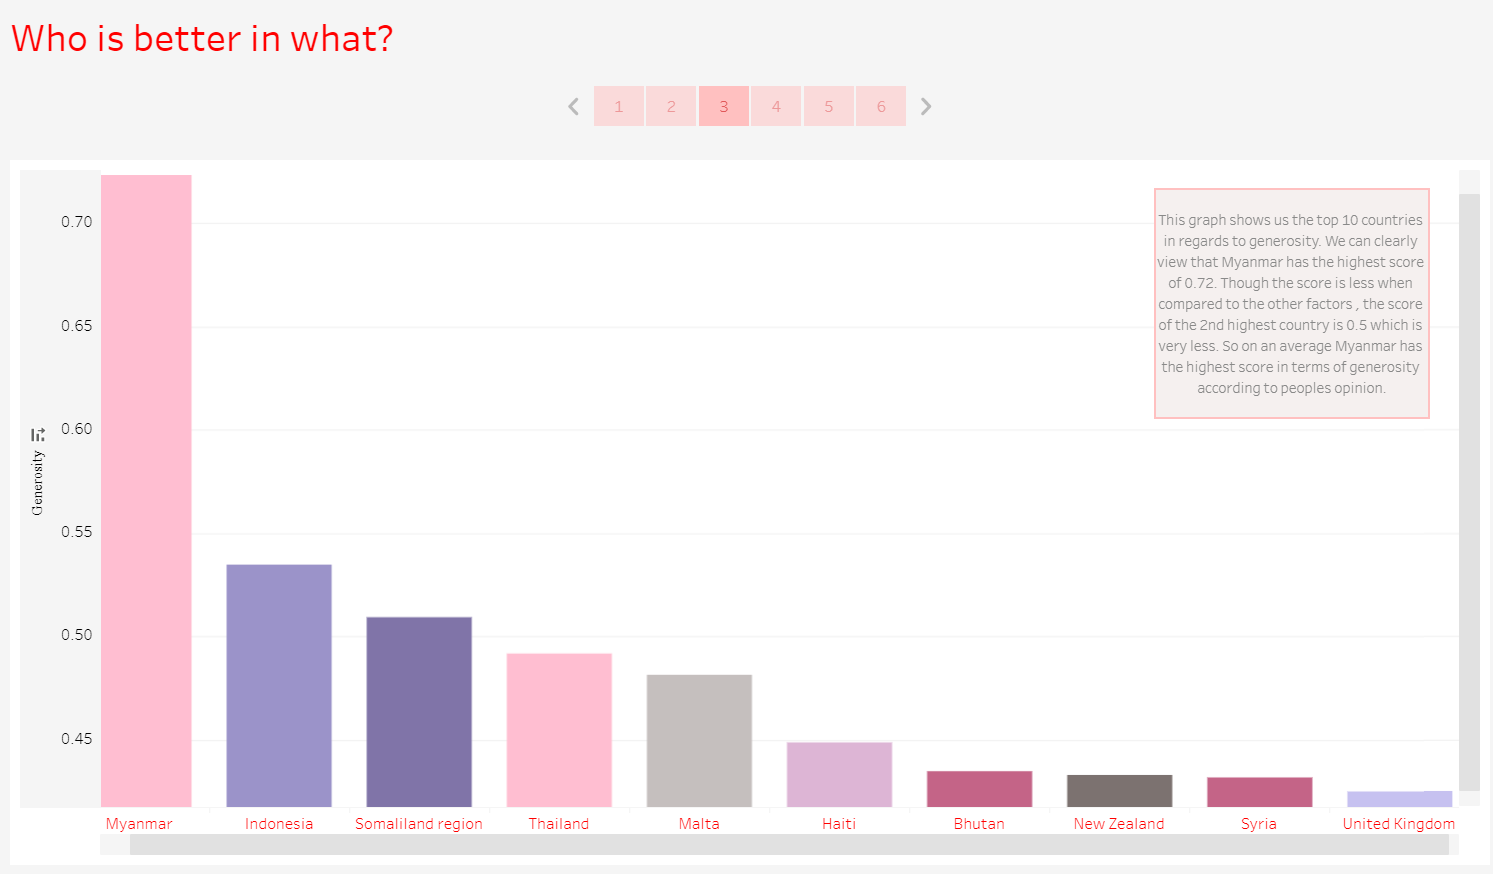 Who is better in what?
1 2 3 4 5 6
This graph shows us the top 10 countries
in regards to generosity. We can clearly
view that Myanmar has the highest score
of 0.72. Though the score is less when
compared to the other factors , the score
of the 2nd highest country is 0.5 which is
very less. So on an average Myanmar has
the highest score in terms of generosity
according to peoples opinion.
Generosity
0.70
0.65
0.60
0.55
0.50
0.45
Myanmar Indonesia Somaliland region Thailand Malta Haiti Bhutan New Zealand Syria United Kingdom